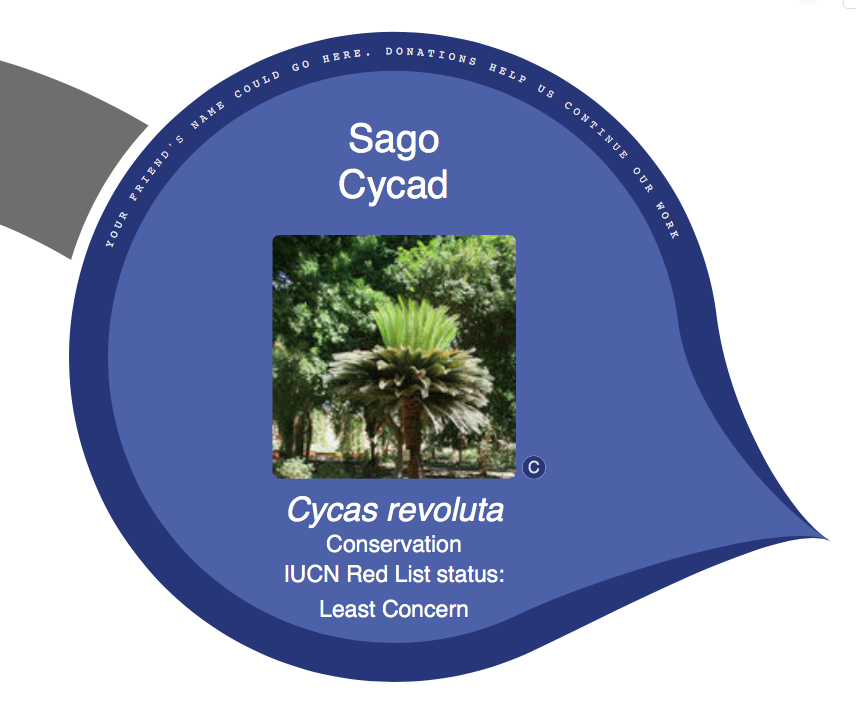 YOUR FRIEND'S NAME COULD GO HERE. DONATIONS HELP US CONTINUE OUR WORK
Sago
Cycad
C
Cycas revoluta
Conservation
IUCN Red List status:
Least Concern